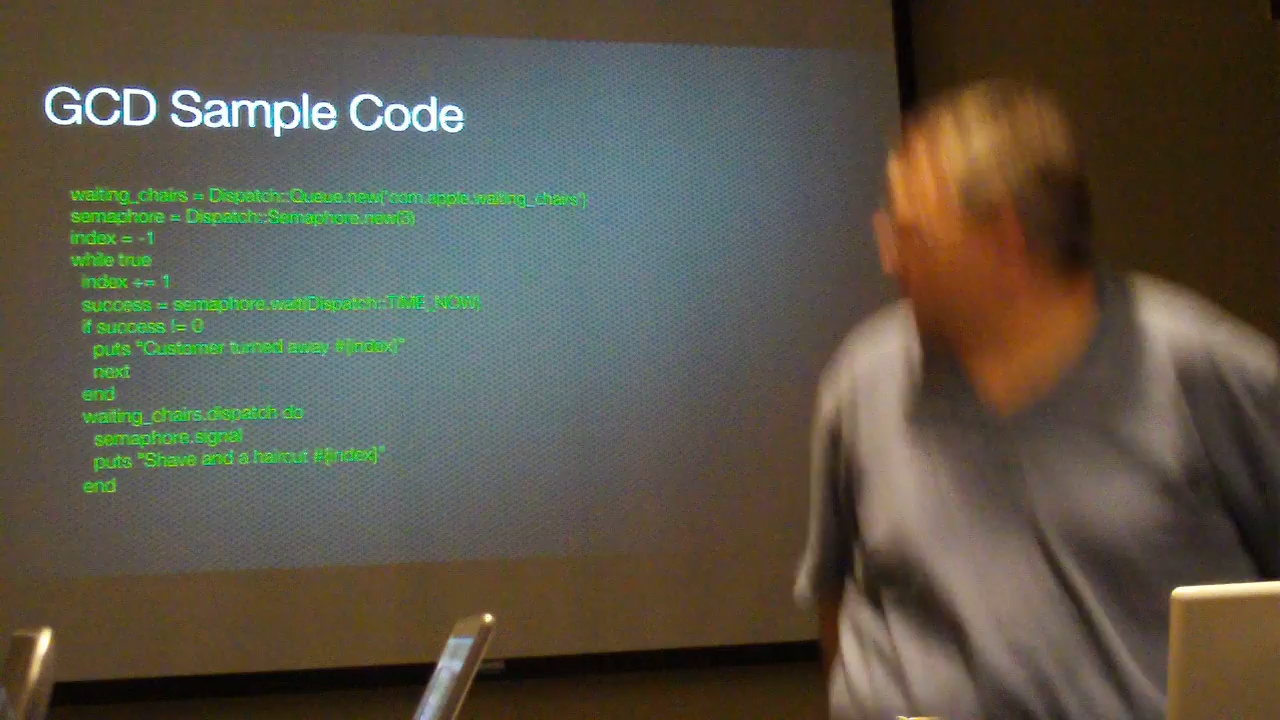 GCD Sample Code
waiting_chairs = Dispatch::Queue.new('com.apple.waiting_chairs')
semaphore = Dispatch::Semaphore.new(3)
index = -1
while true
index += 1
success = semaphore.wait(Dispatch::TIME_NOW)
if success != 0
puts "Customer turned away #{index}"
next
end
waiting_chairs.dispatch do
semaphore.signal
puts "Shave and a haircut #{index}"
end